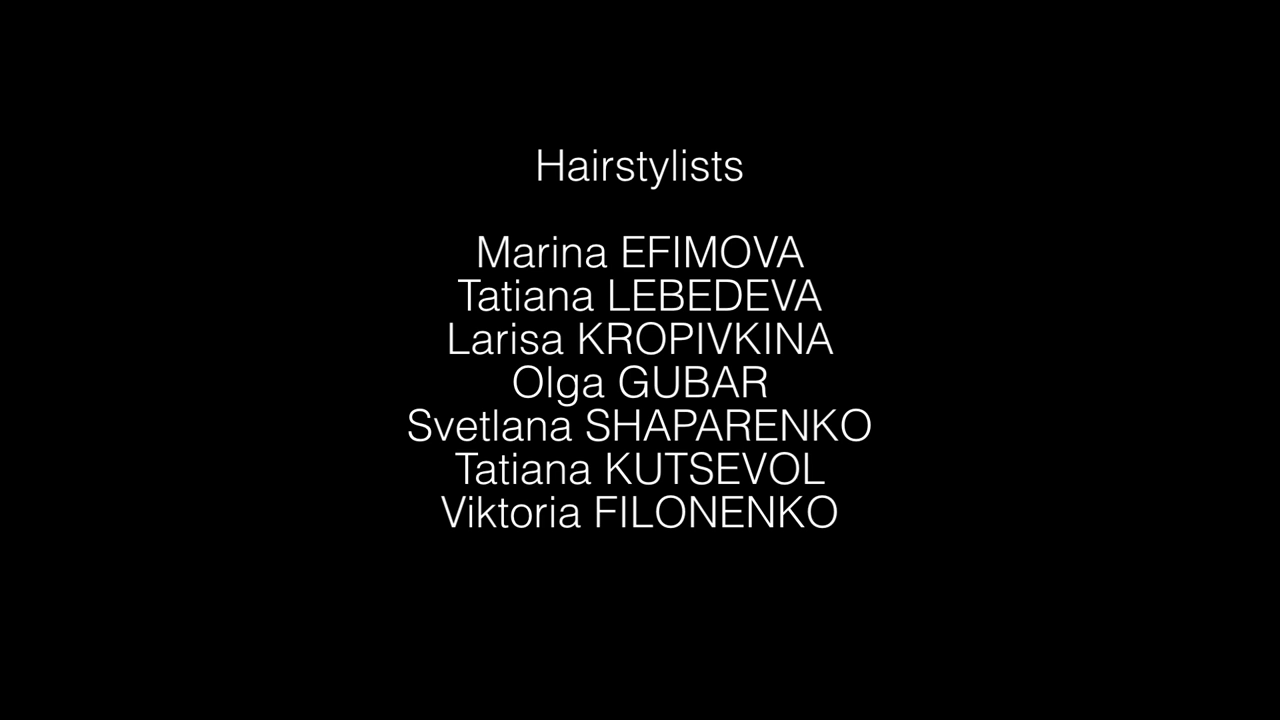 Hairstylists
Marina EFIMOVA
Tatiana LEBEDEVA
Larisa KROPIVKINA
Olga GUBAR
Svetlana SHAPARENKO
Tatiana KUTSEVOL
Viktoria FILONENKO